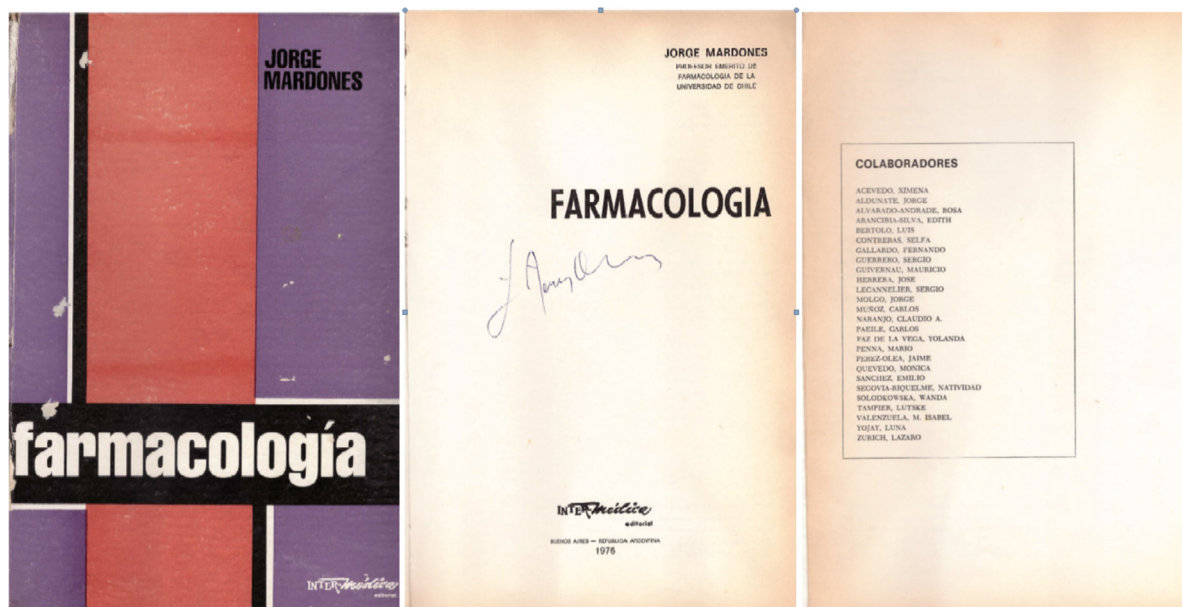 JORGE
MARDONES
farmacología
INTER-Médica
editorial
JORGE MARDONES
PROFESOR EMERITO DE
FARMACOLOGIA DE LA
UNIVERSIDAD DE CHILE
FARMACOLOGIA
INTER-Médica
editorial
BUENOS AIRES — REPUBLICA ARGENTINA
1976
COLABORADORES
ACEVEDO, XIMENA
ALDUNATE, JORGE
ALVARADO-ANDRADE, ROSA
ARANCIBIA-SILVA, EDITH
BERTOLO, LUIS
CONTRERAS, SELFA
GALLARDO, FERNANDO
GUERRERO, SERGIO
GUIVERNAU, MAURICIO
HERRERA, JOSE
LECANNELIER, SERGIO
MOLGO, JORGE
MUÑOZ, CARLOS
NARANJO, CLAUDIO A.
PAEILE, CARLOS
PAZ DE LA VEGA, YOLANDA
PENNA, MARIO
PEREZ-OLEA, JAIME
QUEVEDO, MONICA
SANCHEZ, EMILIO
SEGOVIA-RIQUELME, NATIVIDAD
SOLODKOWSKA, WANDA
TAMPIER, LUTSKE
VALENZUELA, M. ISABEL
YOJAY, LUNA
ZURICH, LAZARO